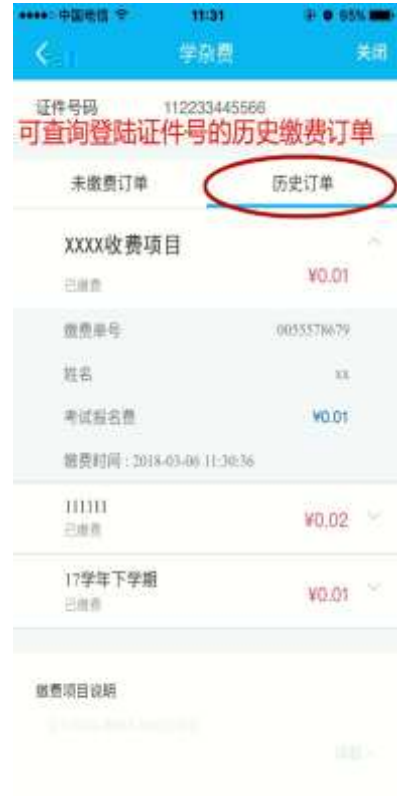 中国电信 11:31 95%
学杂费 关闭
证件号码 112233445566
可查询登陆证件号的历史缴费订单
未缴费订单 历史订单
XXXX收费项目
已缴费 ¥0.01
缴费单号 0055578679
姓名 xx
考试报名费 ¥0.01
缴费时间：2018-03-06 11:30:36
111111
已缴费 ¥0.02
17学年下学期
已缴费 ¥0.01
缴费项目说明